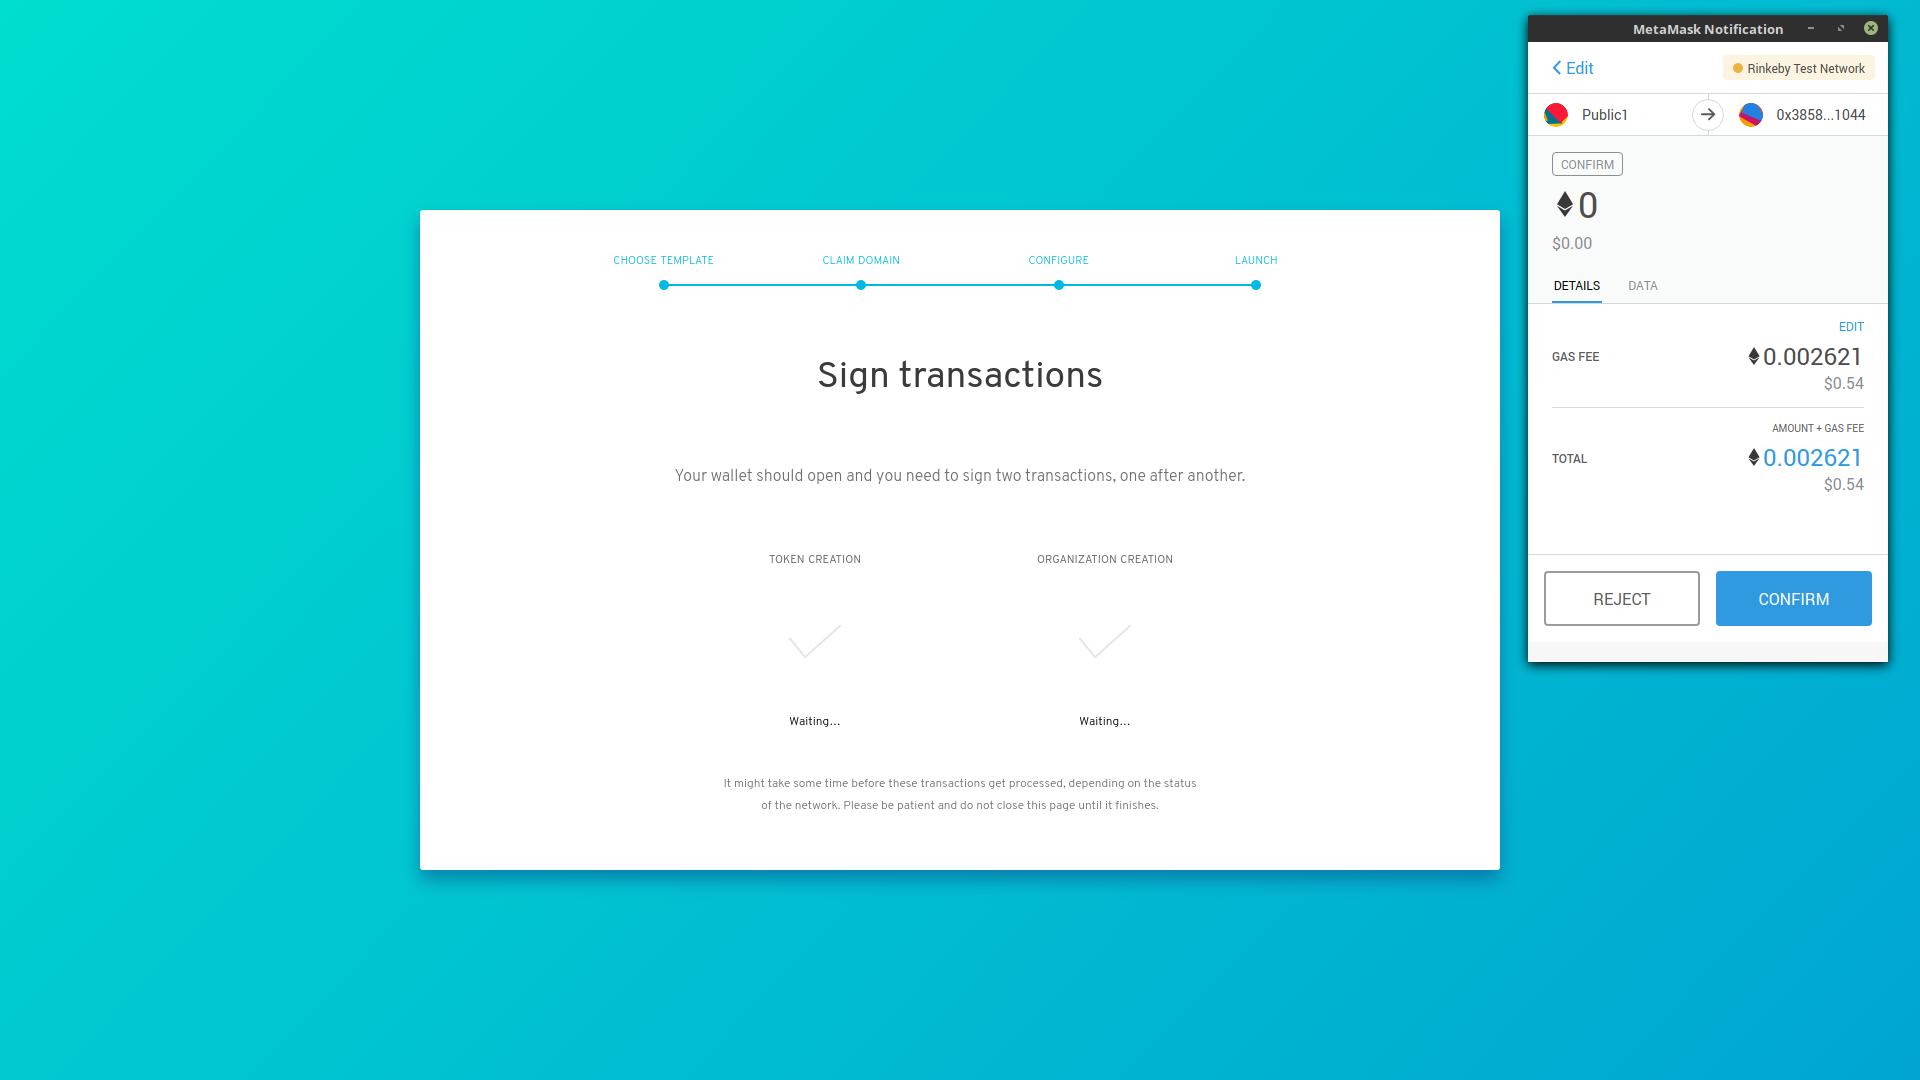 CHOOSE TEMPLATE
CLAIM DOMAIN
CONFIGURE
LAUNCH
Sign transactions
Your wallet should open and you need to sign two transactions, one after another.
TOKEN CREATION
ORGANIZATION CREATION
Waiting...
Waiting...
It might take some time before these transactions get processed, depending on the status
of the network. Please be patient and do not close this page until it finishes.
MetaMask Notification
Edit
Rinkeby Test Network
Public1
0x3858...1044
CONFIRM
0
$0.00
DETAILS
DATA
EDIT
GAS FEE
0.002621
$0.54
AMOUNT + GAS FEE
TOTAL
0.002621
$0.54
REJECT
CONFIRM